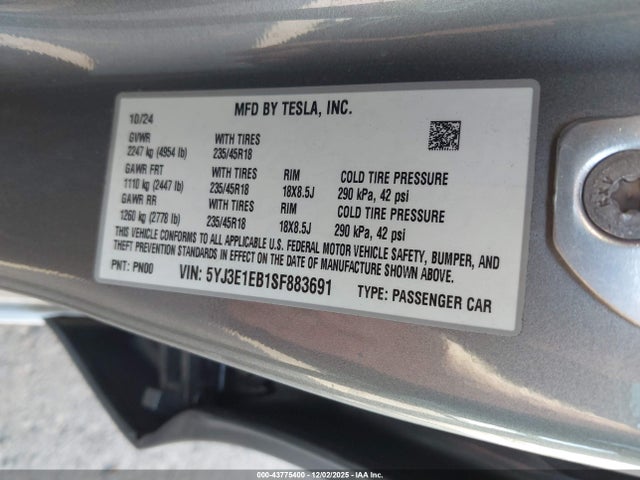 MFD BY TESLA, INC.
10/24
GVWR WITH TIRES
2247 kg (4954 lb) 235/45R18
GAWR FRT WITH TIRES RIM COLD TIRE PRESSURE
1110 kg (2447 lb) 235/45R18 18X8.5J 290 kPa, 42 psi
GAWR RR WITH TIRES RIM COLD TIRE PRESSURE
1260 kg (2778 lb) 235/45R18 18X8.5J 290 kPa, 42 psi
THIS VEHICLE CONFORMS TO ALL APPLICABLE U.S. FEDERAL MOTOR VEHICLE SAFETY, BUMPER, AND
THEFT PREVENTION STANDARDS IN EFFECT ON THE DATE OF MANUFACTURE SHOWN ABOVE.
PNT: PN00 VIN: 5YJ3E1EB1SF883691 TYPE: PASSENGER CAR
000-43775400 12/02/2025 IAA Inc.